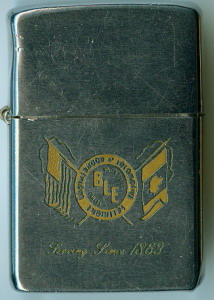 BROTHERHOOD of LOCOMOTIVE ENGINEERS
BLE
Serving Since 1863